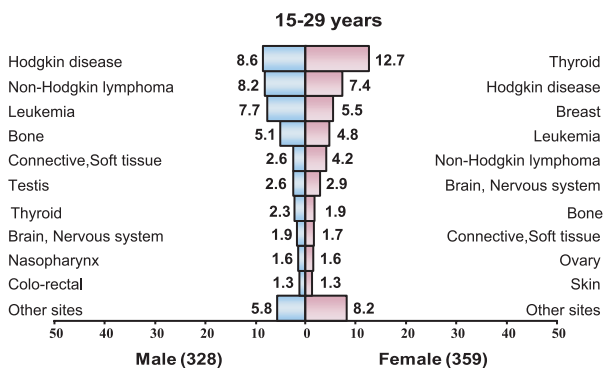 15-29 years
Hodgkin disease 8.6 12.7 Thyroid
Non-Hodgkin lymphoma 8.2 7.4 Hodgkin disease
Leukemia 7.7 5.5 Breast
Bone 5.1 4.8 Leukemia
Connective,Soft tissue 2.6 4.2 Non-Hodgkin lymphoma
Testis 2.6 2.9 Brain, Nervous system
Thyroid 2.3 1.9 Bone
Brain, Nervous system 1.9 1.7 Connective,Soft tissue
Nasopharynx 1.6 1.6 Ovary
Colo-rectal 1.3 1.3 Skin
Other sites 5.8 8.2 Other sites
50 40 30 20 10 0 10 20 30 40 50
Male (328) Female (359)